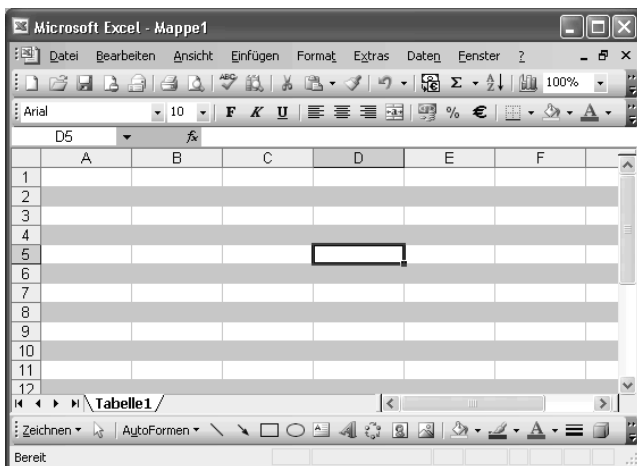 Microsoft Excel - Mappe1
Datei Bearbeiten Ansicht Einfügen Format Extras Daten Fenster ?
ABC Σ A Z 100%
Arial 10 F K U % € A
D5 fx
A B C D E F
1
2
3
4
5
6
7
8
9
10
11
12
Tabelle1
Zeichnen AutoFormen A
Bereit